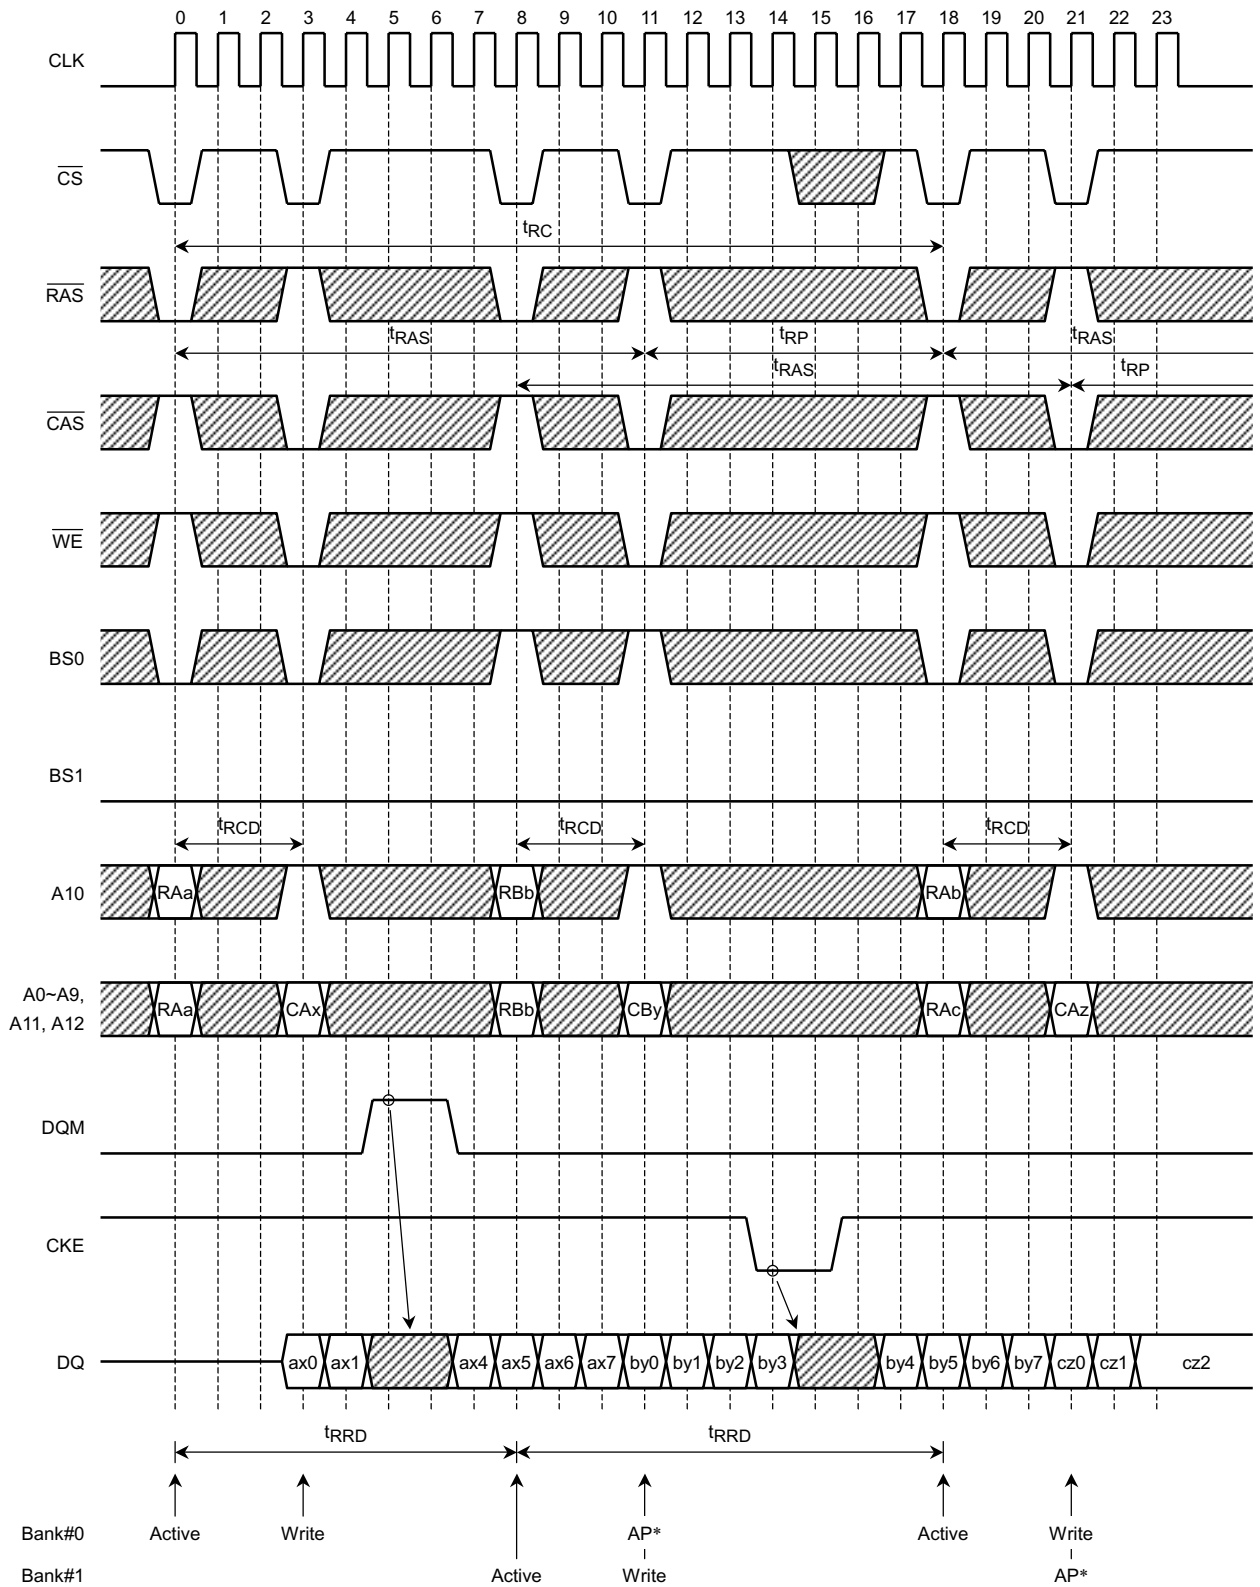 0 1 2 3 4 5 6 7 8 9 10 11 12 13 14 15 16 17 18 19 20 21 22 23
CLK
CS
tRC
RAS
tRAS tRP tRAS
tRAS tRP
CAS
WE
BS0
BS1
tRCD tRCD tRCD
A10 RAa RBb RAb
A0~A9,
A11, A12
RAa CAx RBb CBy RAc CAz
DQM
CKE
DQ ax0 ax1 ax4 ax5 ax6 ax7 by0 by1 by2 by3 by4 by5 by6 by7 cz0 cz1 cz2
tRRD tRRD
Bank#0 Active Write AP* Active Write
Bank#1 Active Write AP*